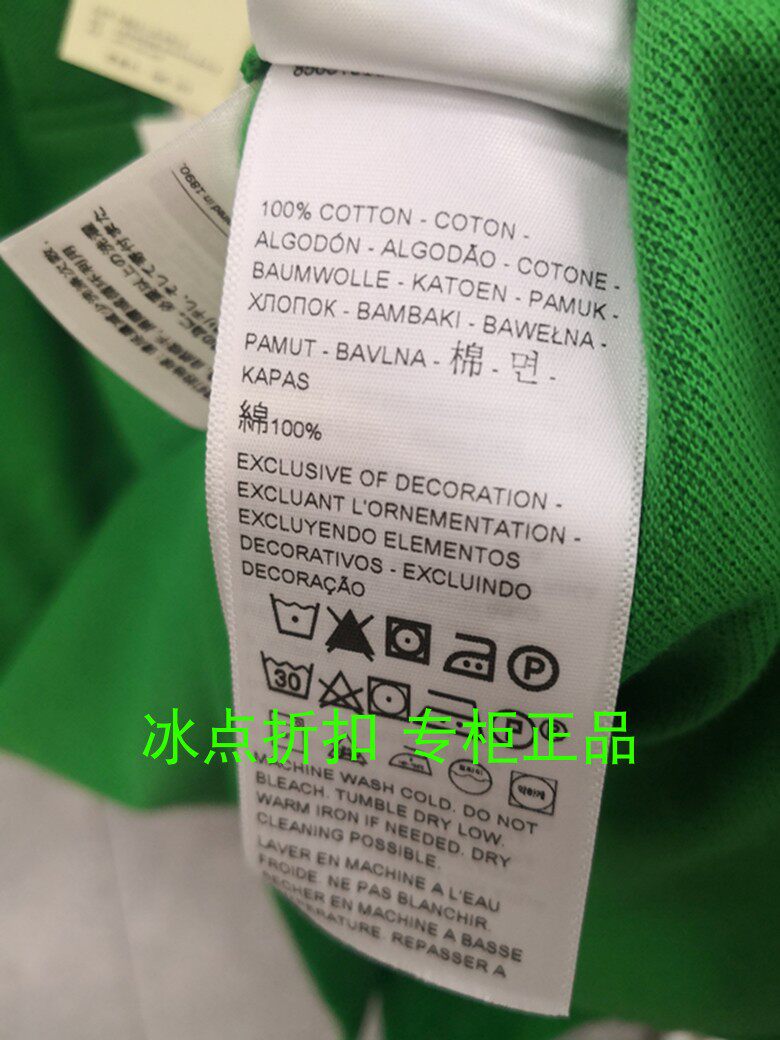 100% COTTON - COTON -
ALGODÓN - ALGODÃO - COTONE -
BAUMWOLLE - KATOEN - PAMUK -
ХЛОПОК - BAMBAKI - BAWEŁNA -
PAMUT - BAVLNA - 棉 - 면 -
KAPAS
綿100%
EXCLUSIVE OF DECORATION -
EXCLUANT L'ORNEMENTATION -
EXCLUYENDO ELEMENTOS
DECORATIVOS - EXCLUINDO
DECORAÇÃO
P
30
冰点折扣 专柜正品
MACHINE WASH COLD. DO NOT
BLEACH. TUMBLE DRY LOW.
WARM IRON IF NEEDED. DRY
CLEANING POSSIBLE.
LAVER EN MACHINE A L'EAU
FROIDE. NE PAS BLANCHIR.
SECHER EN MACHINE A BASSE
REPASSER A
in 1890.